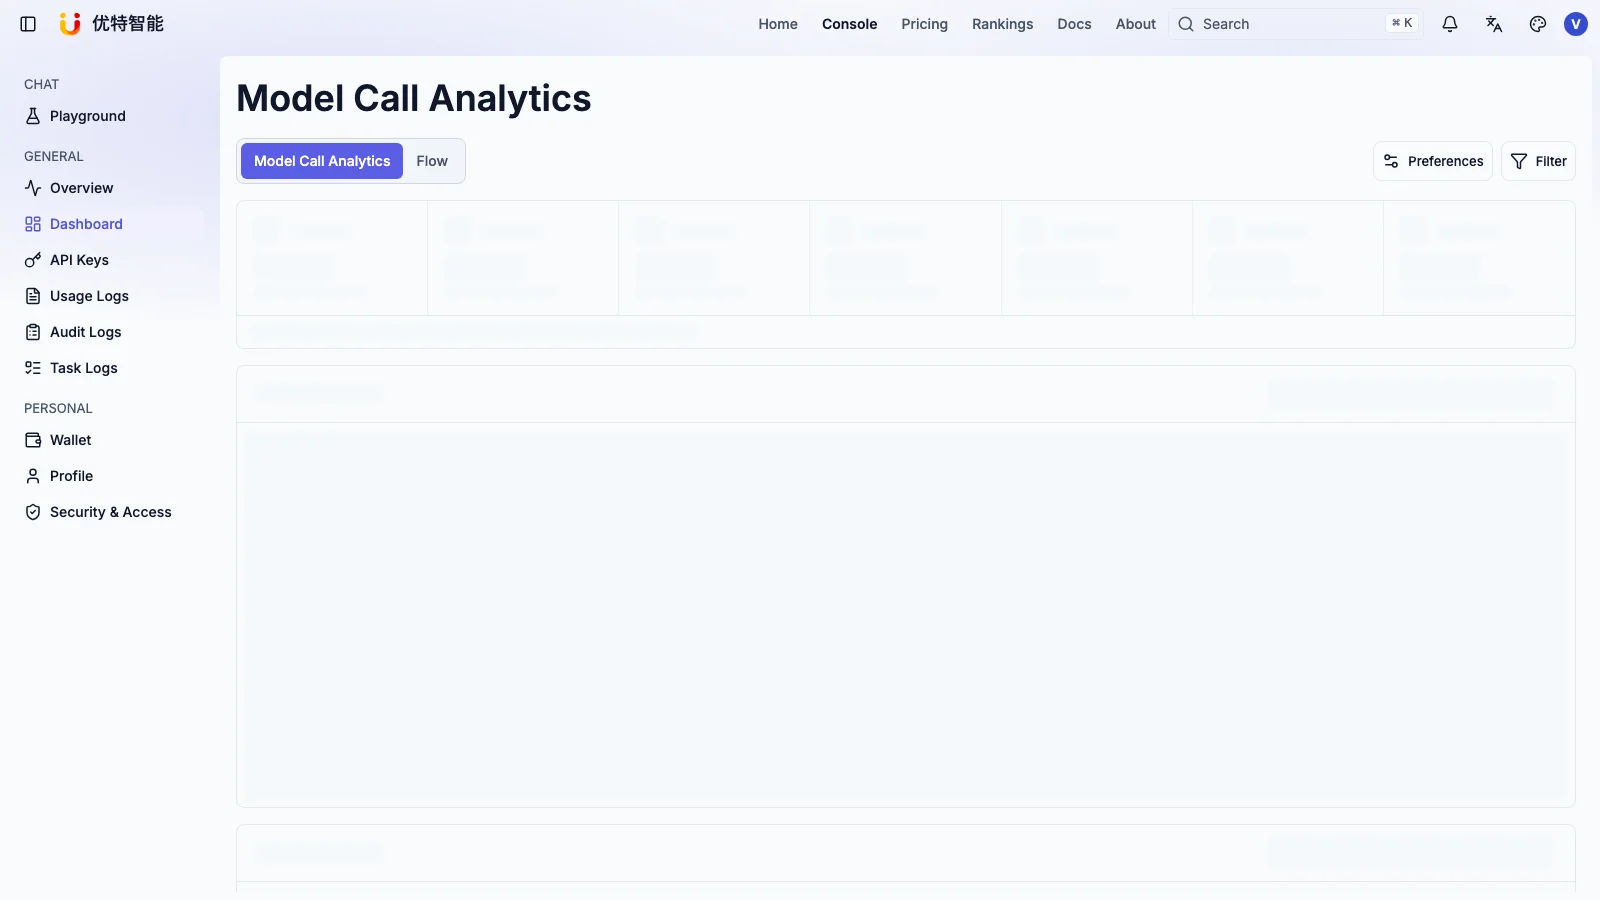 优特智能
Home
Console
Pricing
Rankings
Docs
About
Search
⌘ K
V
CHAT
Playground
GENERAL
Overview
Dashboard
API Keys
Usage Logs
Audit Logs
Task Logs
PERSONAL
Wallet
Profile
Security & Access
Model Call Analytics
Model Call Analytics
Flow
Preferences
Filter